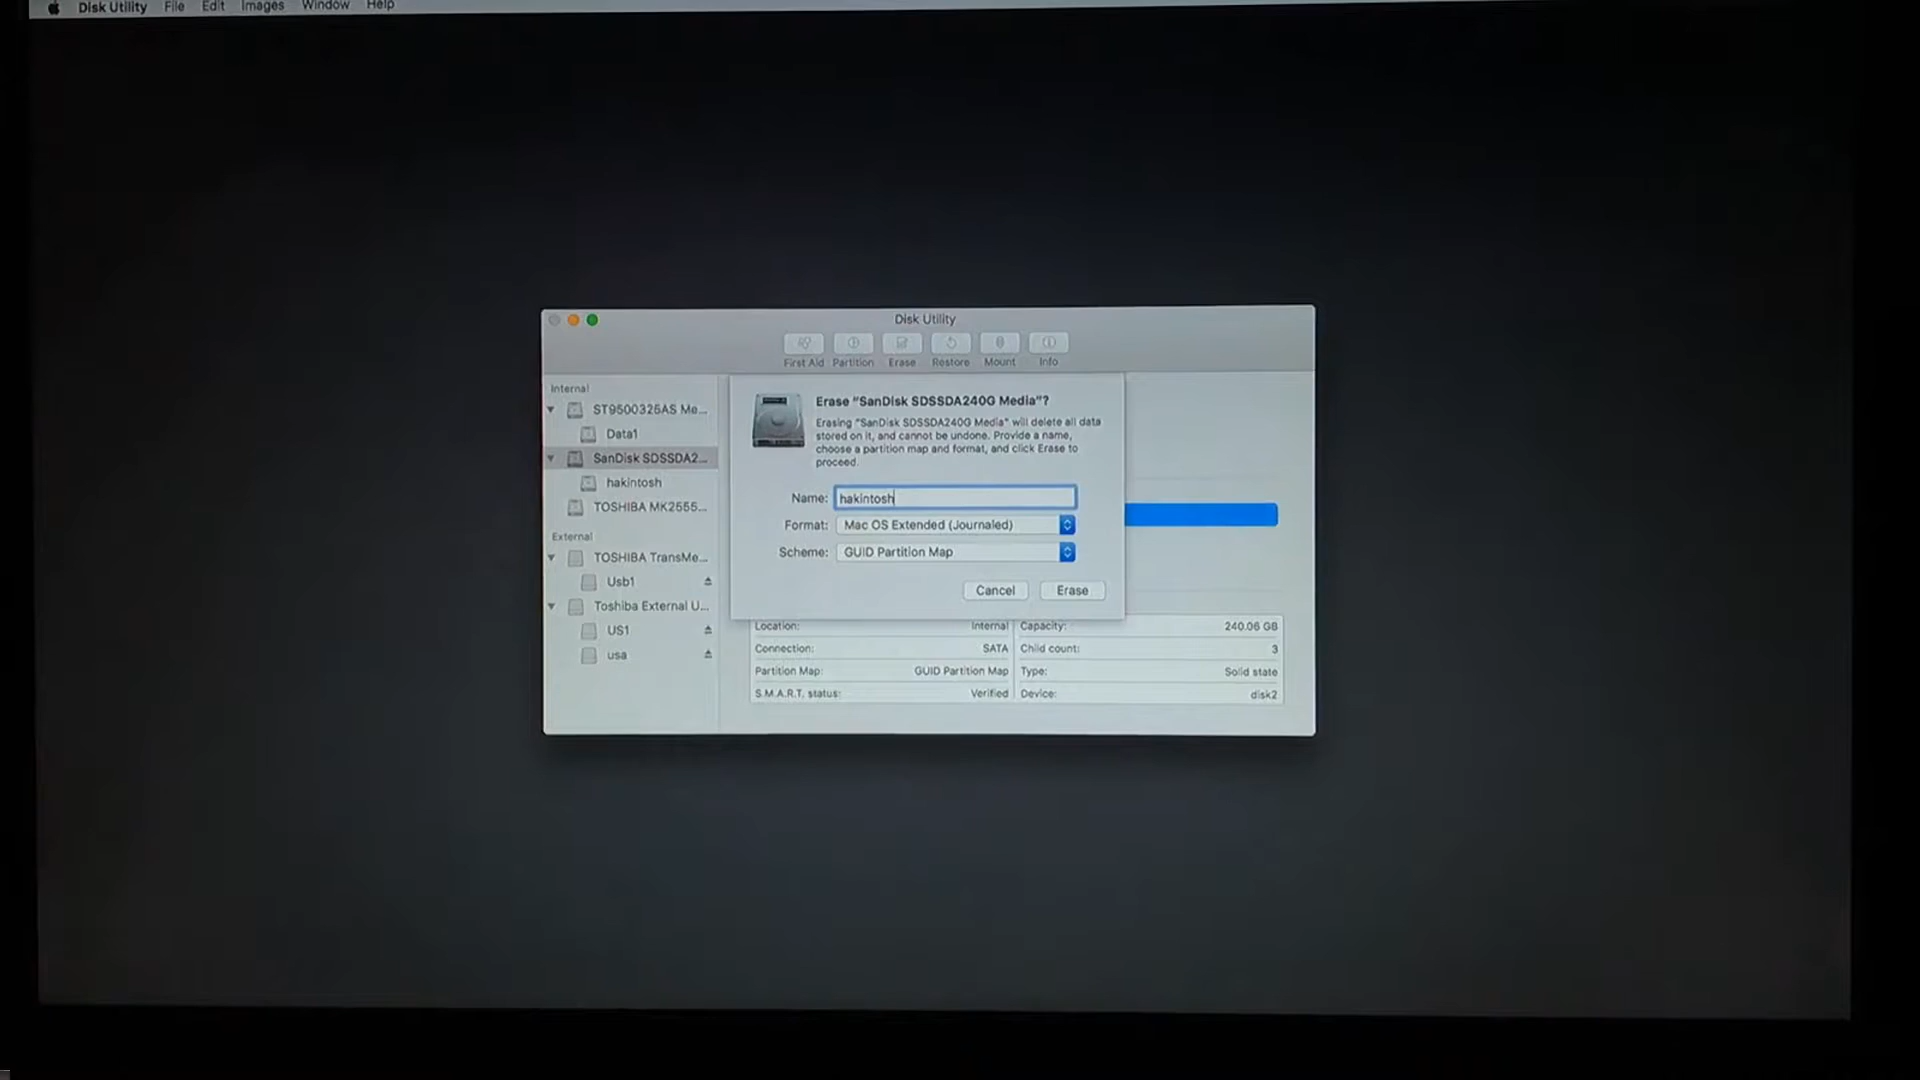 Disk Utility File Edit Images Window Help
Disk Utility
First Aid Partition Erase Restore Mount Info
Internal
ST9500325AS Me...
Data1
SanDisk SDSSDA2...
hakintosh
TOSHIBA MK2555...
External
TOSHIBA TransMe...
Usb1
Toshiba External U...
US1
usa
Erase "SanDisk SDSSDA240G Media"?
Erasing "SanDisk SDSSDA240G Media" will delete all data
stored on it, and cannot be undone. Provide a name,
choose a partition map and format, and click Erase to
proceed.
Name: hakintosh
Format: Mac OS Extended (Journaled)
Scheme: GUID Partition Map
Cancel Erase
Location: Internal Capacity: 240.06 GB
Connection: SATA Child count: 3
Partition Map: GUID Partition Map Type: Solid state
S.M.A.R.T. status: Verified Device: disk2